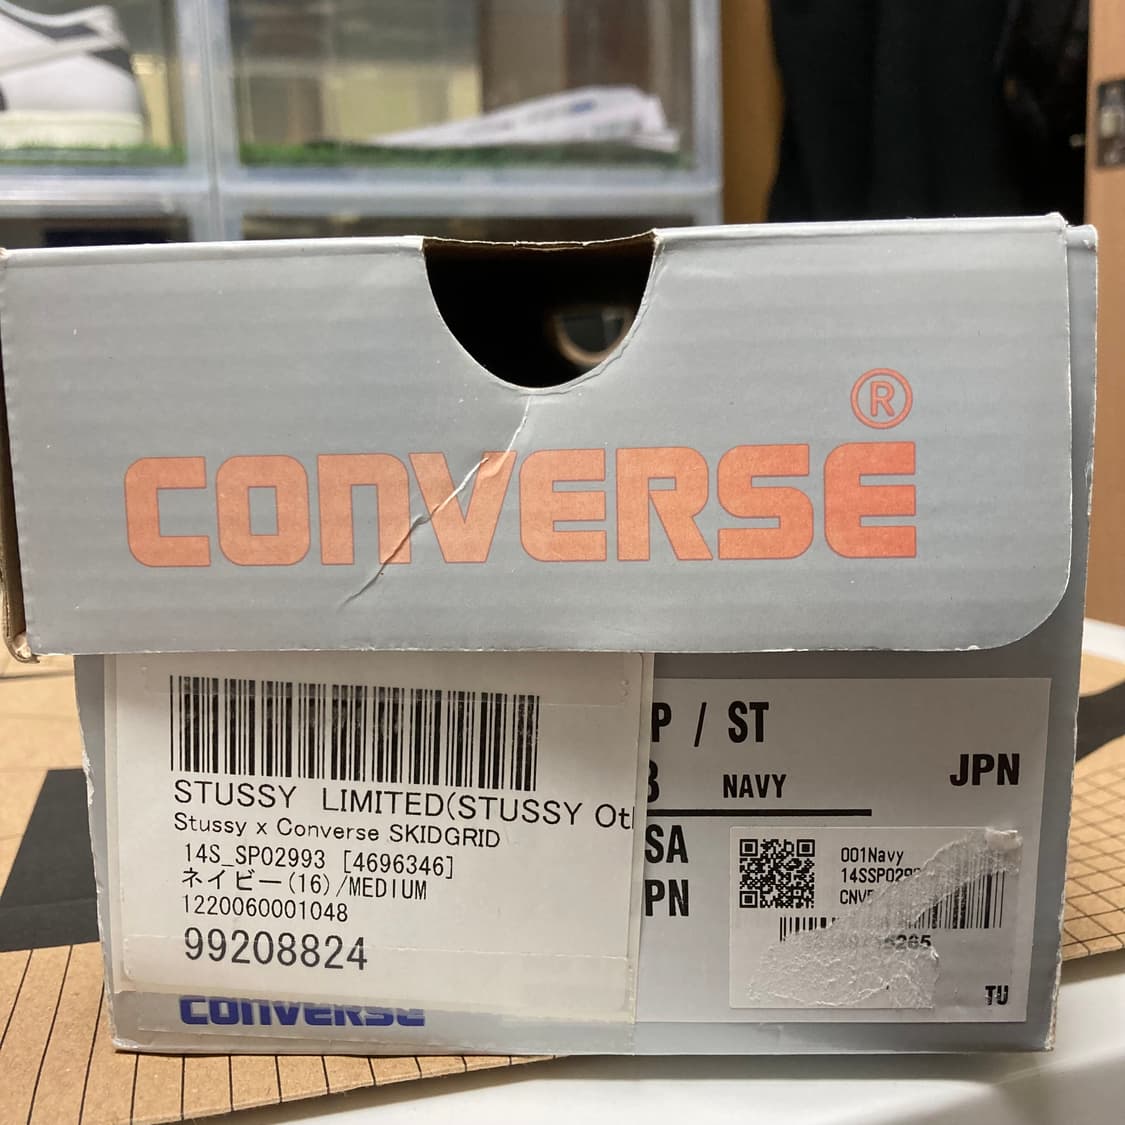 CONVERSE®
STUSSY LIMITED(STUSSY Ot
Stussy x Converse SKIDGRID
14S_SP02993 [4696346]
ネイビー(16)/MEDIUM
1220060001048
99208824
CONVERSE
P / ST
NAVY
JPN
SA
PN
001Navy
14SSP0299
TU